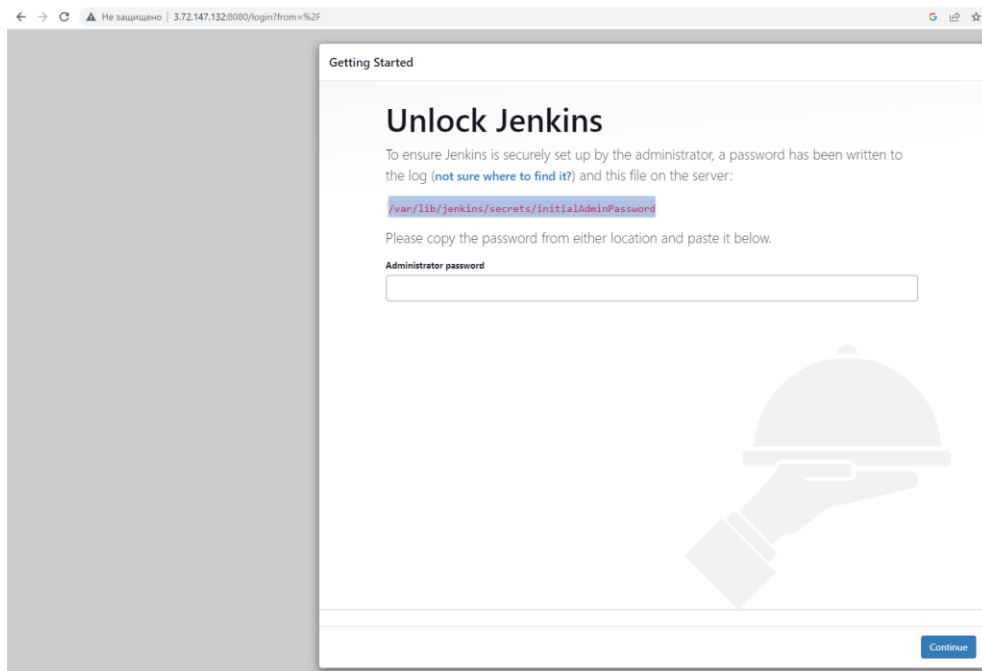 Не защищено | 3.72.147.132:8080/login?from=%2F
Getting Started
Unlock Jenkins
To ensure Jenkins is securely set up by the administrator, a password has been written to
the log (not sure where to find it?) and this file on the server:
/var/lib/jenkins/secrets/initialAdminPassword
Please copy the password from either location and paste it below.
Administrator password
Continue